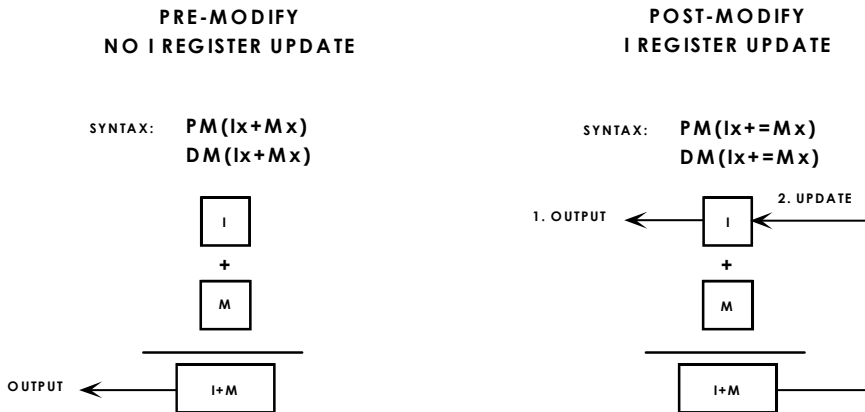 PRE-MODIFY
NO I REGISTER UPDATE
SYNTAX: PM(Ix+Mx)
DM(Ix+Mx)
I
+
M
OUTPUT
I+M
POST-MODIFY
I REGISTER UPDATE
SYNTAX: PM(Ix+=Mx)
DM(Ix+=Mx)
1. OUTPUT
I
2. UPDATE
+
M
I+M